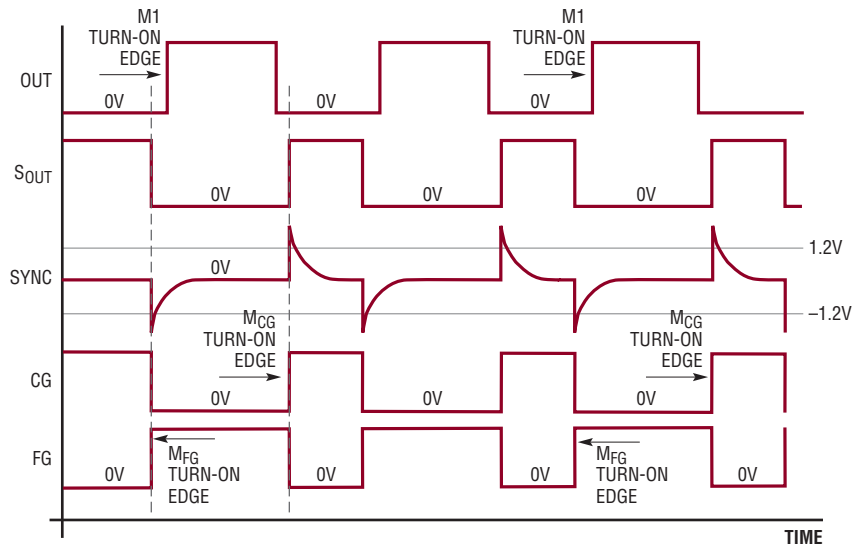 M1
TURN-ON
EDGE
M1
TURN-ON
EDGE
OUT
0V
0V
0V
SOUT
0V
0V
0V
1.2V
SYNC
0V
–1.2V
MCG
TURN-ON
EDGE
MCG
TURN-ON
EDGE
CG
0V
0V
0V
FG
0V
MFG
TURN-ON
EDGE
0V
0V
MFG
TURN-ON
EDGE
0V
TIME